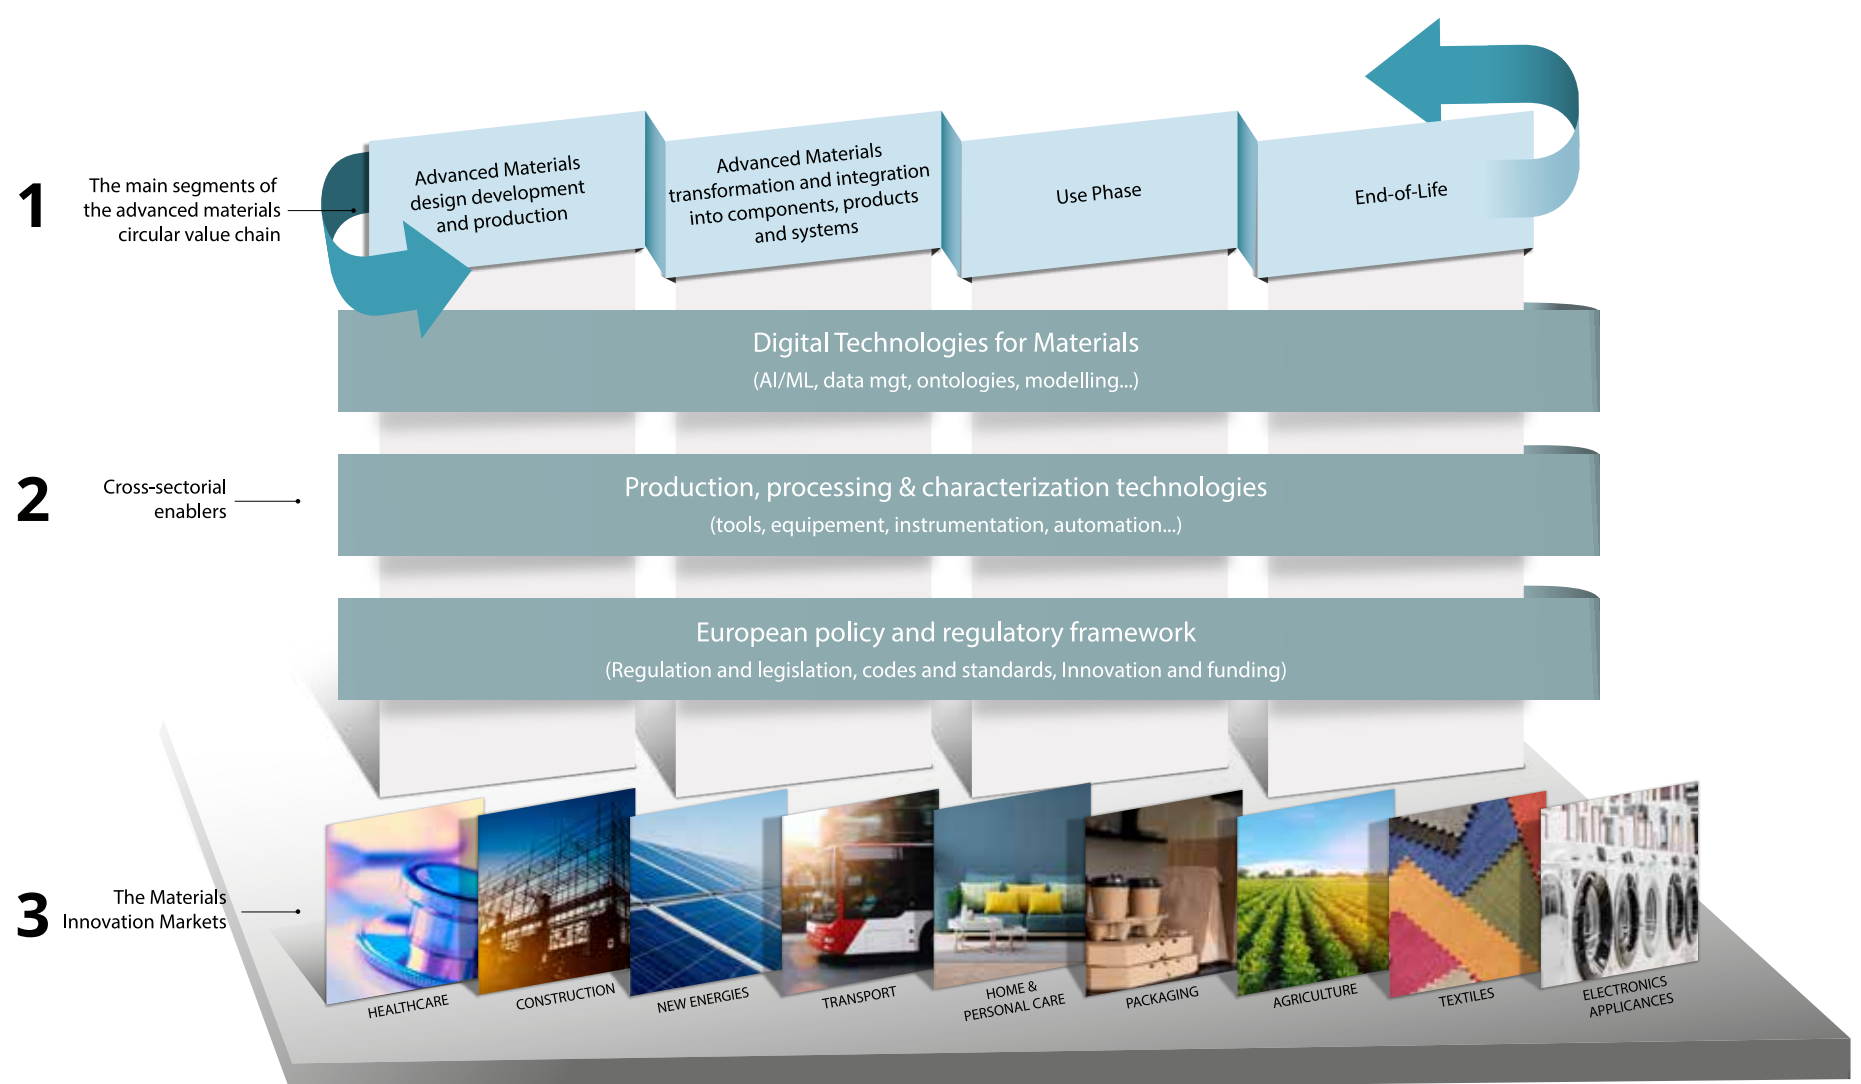 1
The main segments of
the advanced materials
circular value chain
Advanced Materials
design development
and production
Advanced Materials
transformation and integration
into components, products
and systems
Use Phase
End-of-Life
Digital Technologies for Materials
(AI/ML, data mgt, ontologies, modelling...)
2
Cross-sectorial
enablers
Production, processing & characterization technologies
(tools, equipement, instrumentation, automation...)
European policy and regulatory framework
(Regulation and legislation, codes and standards, Innovation and funding)
3
The Materials
Innovation Markets
HEALTHCARE
CONSTRUCTION
NEW ENERGIES
TRANSPORT
HOME &
PERSONAL CARE
PACKAGING
AGRICULTURE
TEXTILES
ELECTRONICS
APPLICANCES